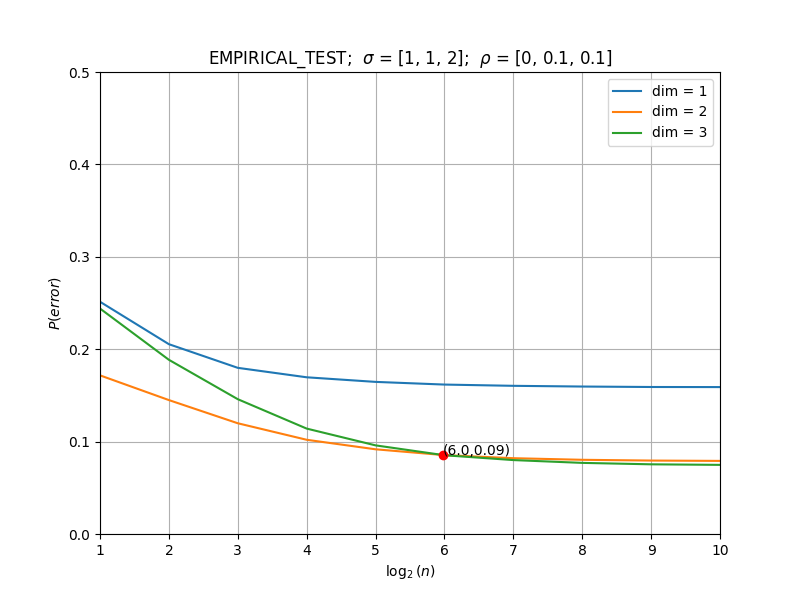 EMPIRICAL_TEST; σ = [1, 1, 2]; ρ = [0, 0.1, 0.1]
dim = 1
dim = 2
dim = 3
P(error)
0.5
0.4
0.3
0.2
0.1
0.0
(6.0,0.09)
1 2 3 4 5 6 7 8 9 10
log₂(n)